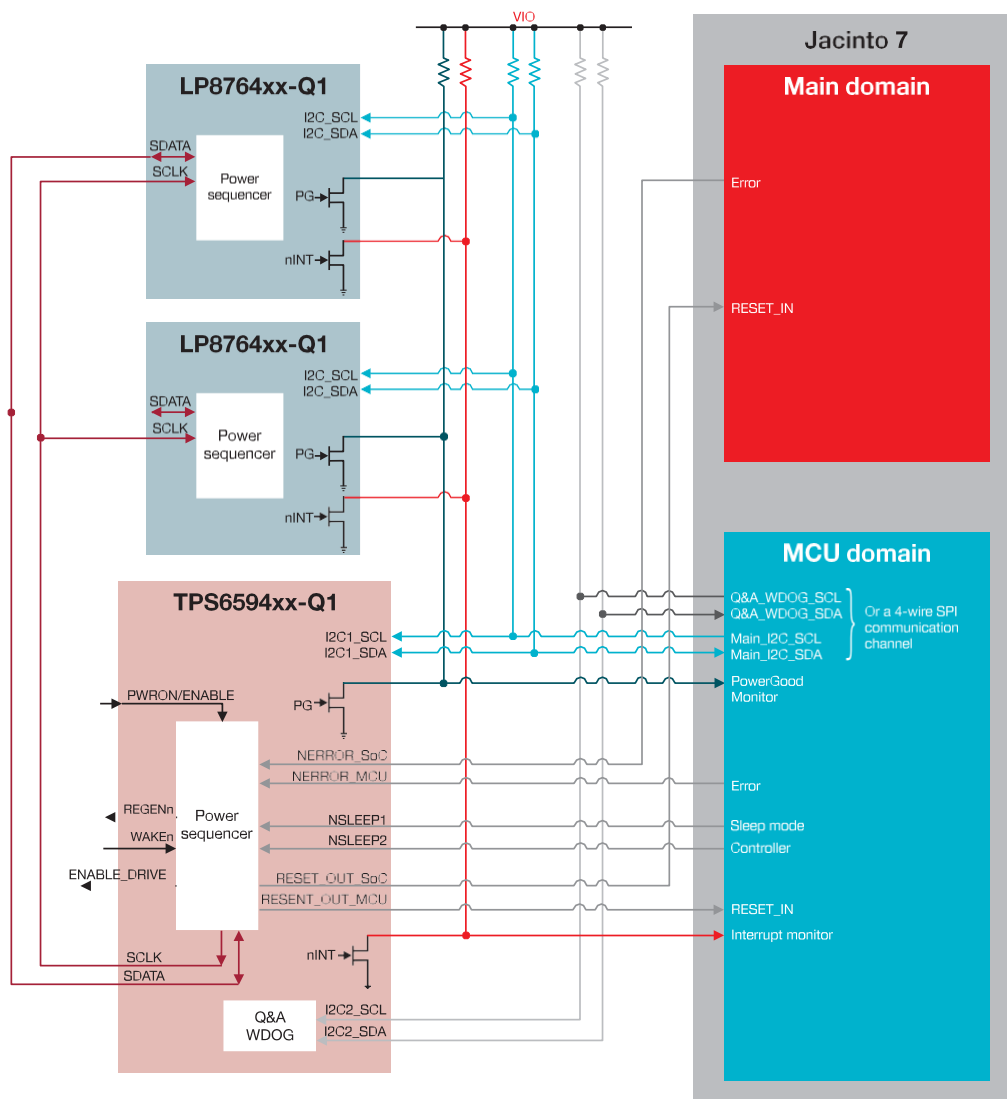 VIO
Jacinto 7
LP8764xx-Q1
I2C_SCL
I2C_SDA
SDATA
SCLK
Power
sequencer
PG
nINT
LP8764xx-Q1
I2C_SCL
I2C_SDA
SDATA
SCLK
Power
sequencer
PG
nINT
TPS6594xx-Q1
I2C1_SCL
I2C1_SDA
PWRON/ENABLE
PG
NERROR_SoC
NERROR_MCU
REGENn
Power
sequencer
NSLEEP1
WAKEn
NSLEEP2
ENABLE_DRIVE
RESET_OUT_SoC
RESENT_OUT_MCU
SCLK
SDATA
nINT
Q&A
WDOG
I2C2_SCL
I2C2_SDA
Main domain
Error
RESET_IN
MCU domain
Q&A_WDOG_SCL
Q&A_WDOG_SDA
Main_I2C_SCL
Main_I2C_SDA
Or a 4-wire SPI
communication
channel
PowerGood
Monitor
Error
Sleep mode
Controller
RESET_IN
Interrupt monitor